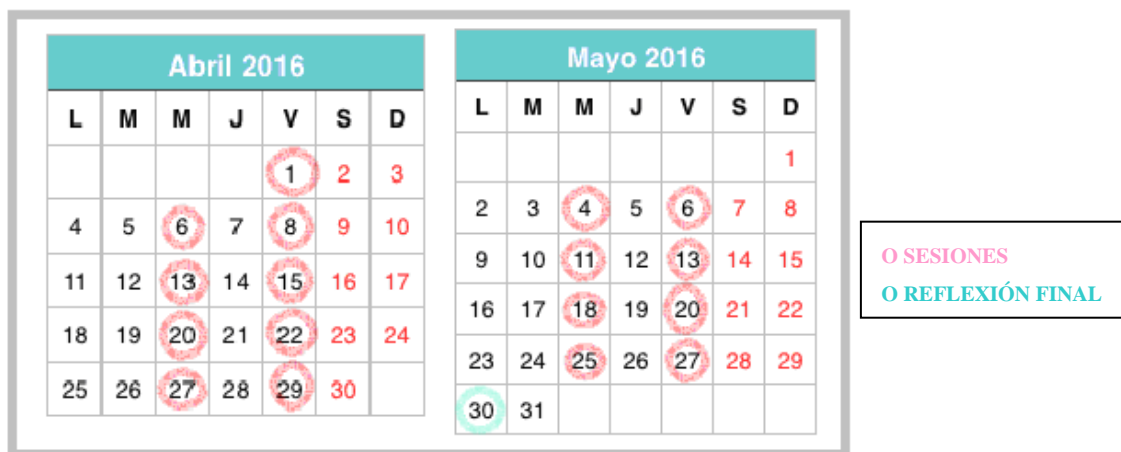 Abril 2016
L M M J V S D
1 2 3
4 5 6 7 8 9 10
11 12 13 14 15 16 17
18 19 20 21 22 23 24
25 26 27 28 29 30
Mayo 2016
L M M J V S D
1
2 3 4 5 6 7 8
9 10 11 12 13 14 15
16 17 18 19 20 21 22
23 24 25 26 27 28 29
30 31
O SESIONES
O REFLEXIÓN FINAL